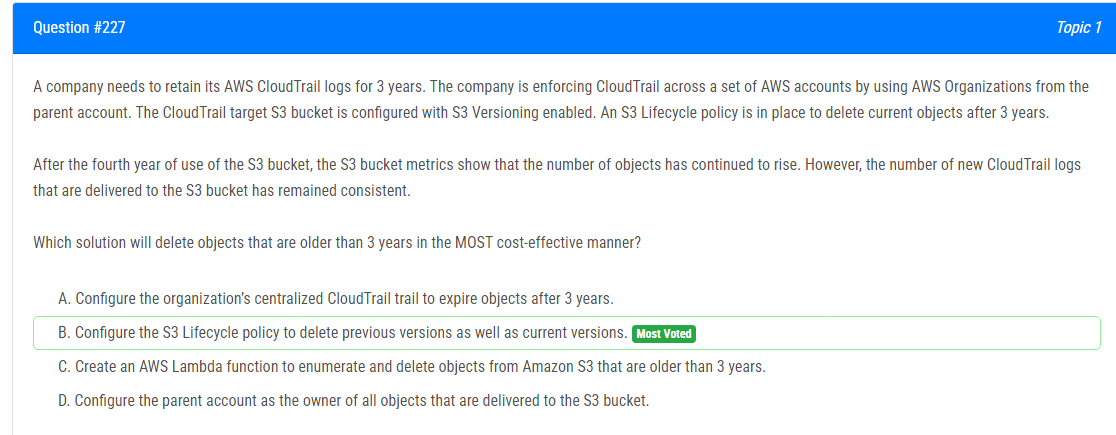 Question #227
Topic 1
A company needs to retain its AWS CloudTrail logs for 3 years. The company is enforcing CloudTrail across a set of AWS accounts by using AWS Organizations from the
parent account. The CloudTrail target S3 bucket is configured with S3 Versioning enabled. An S3 Lifecycle policy is in place to delete current objects after 3 years.
After the fourth year of use of the S3 bucket, the S3 bucket metrics show that the number of objects has continued to rise. However, the number of new CloudTrail logs
that are delivered to the S3 bucket has remained consistent.
Which solution will delete objects that are older than 3 years in the MOST cost-effective manner?
A. Configure the organization's centralized CloudTrail trail to expire objects after 3 years.
B. Configure the S3 Lifecycle policy to delete previous versions as well as current versions. Most Voted
C. Create an AWS Lambda function to enumerate and delete objects from Amazon S3 that are older than 3 years.
D. Configure the parent account as the owner of all objects that are delivered to the S3 bucket.